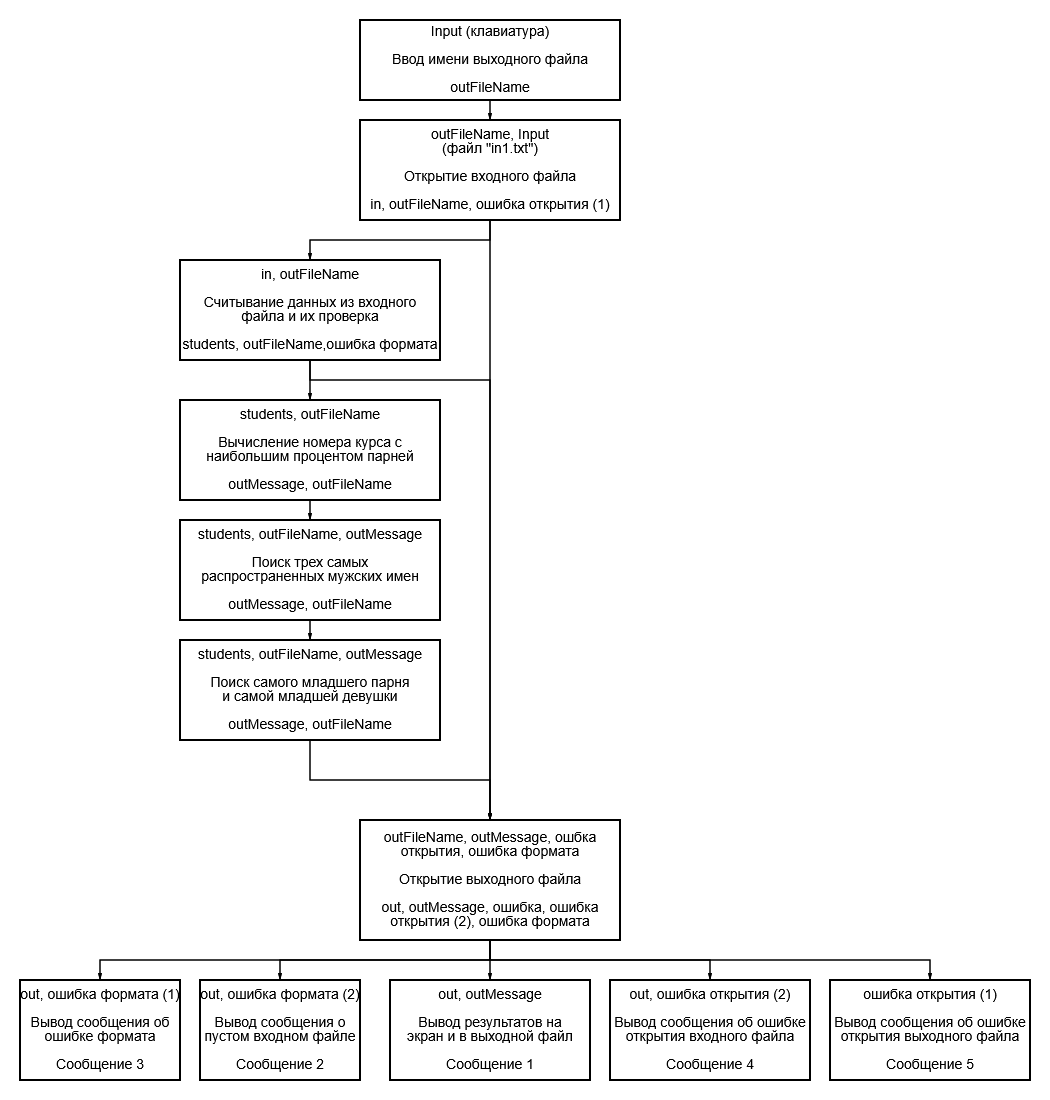 Input (клавиатура)
Ввод имени выходного файла
outFileName
outFileName, Input
(файл "in1.txt")
Открытие входного файла
in, outFileName, ошибка открытия (1)
in, outFileName
Считывание данных из входного
файла и их проверка
students, outFileName,ошибка формата
students, outFileName
Вычисление номера курса с
наибольшим процентом парней
outMessage, outFileName
students, outFileName, outMessage
Поиск трех самых
распространенных мужских имен
outMessage, outFileName
students, outFileName, outMessage
Поиск самого младшего парня
и самой младшей девушки
outMessage, outFileName
outFileName, outMessage, ошбка
открытия, ошибка формата
Открытие выходного файла
out, outMessage, ошибка, ошибка
открытия (2), ошибка формата
out, ошибка формата (1)
Вывод сообщения об
ошибке формата
Сообщение 3
out, ошибка формата (2)
Вывод сообщения о
пустом входном файле
Сообщение 2
out, outMessage
Вывод результатов на
экран и в выходной файл
Сообщение 1
out, ошибка открытия (2)
Вывод сообщения об ошибке
открытия входного файла
Сообщение 4
ошибка открытия (1)
Вывод сообщения об ошибке
открытия выходного файла
Сообщение 5